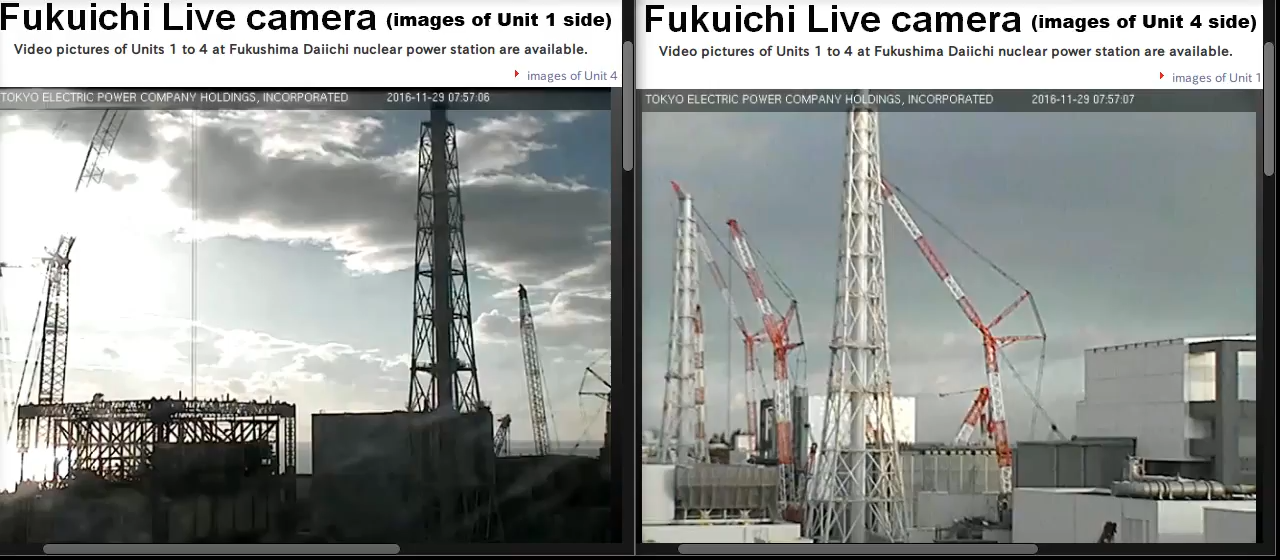 Fukuichi Live camera (images of Unit 1 side)
Video pictures of Units 1 to 4 at Fukushima Daiichi nuclear power station are available.
images of Unit 4
TOKYO ELECTRIC POWER COMPANY HOLDINGS, INCORPORATED 2016-11-29 07:57:06
Fukuichi Live camera (images of Unit 4 side)
Video pictures of Units 1 to 4 at Fukushima Daiichi nuclear power station are available.
images of Unit 1
TOKYO ELECTRIC POWER COMPANY HOLDINGS, INCORPORATED 2016-11-29 07:57:07